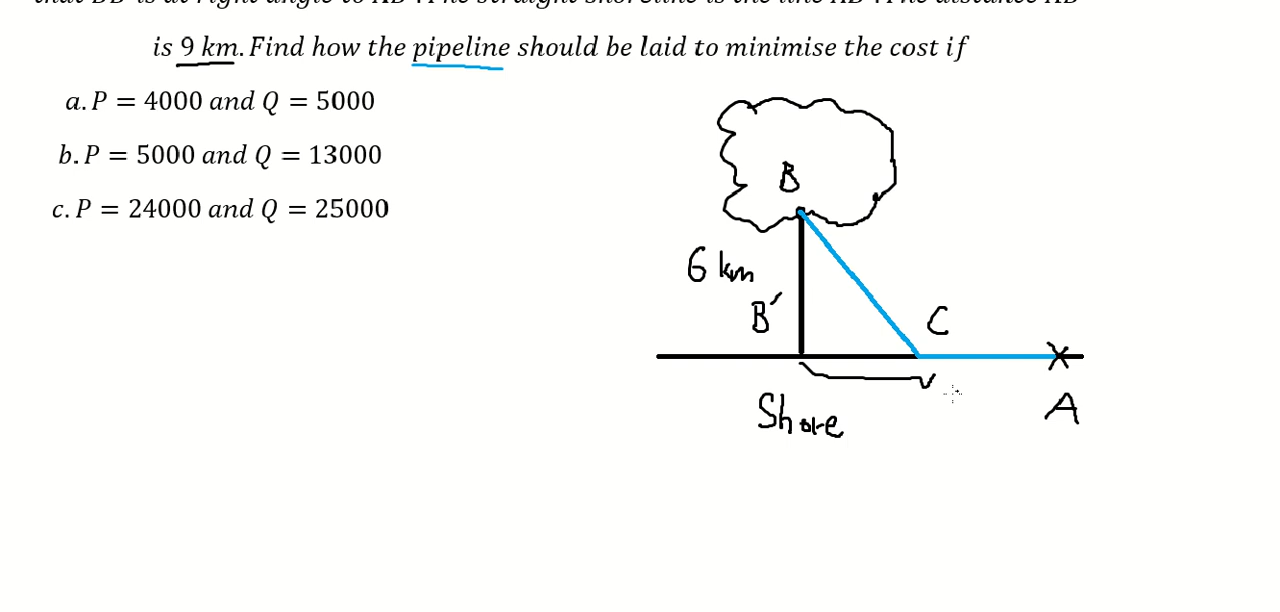 is 9 km. Find how the pipeline should be laid to minimise the cost if
a. P = 4000 and Q = 5000
b. P = 5000 and Q = 13000
c. P = 24000 and Q = 25000
B
6 km
B′
C
Shore
A